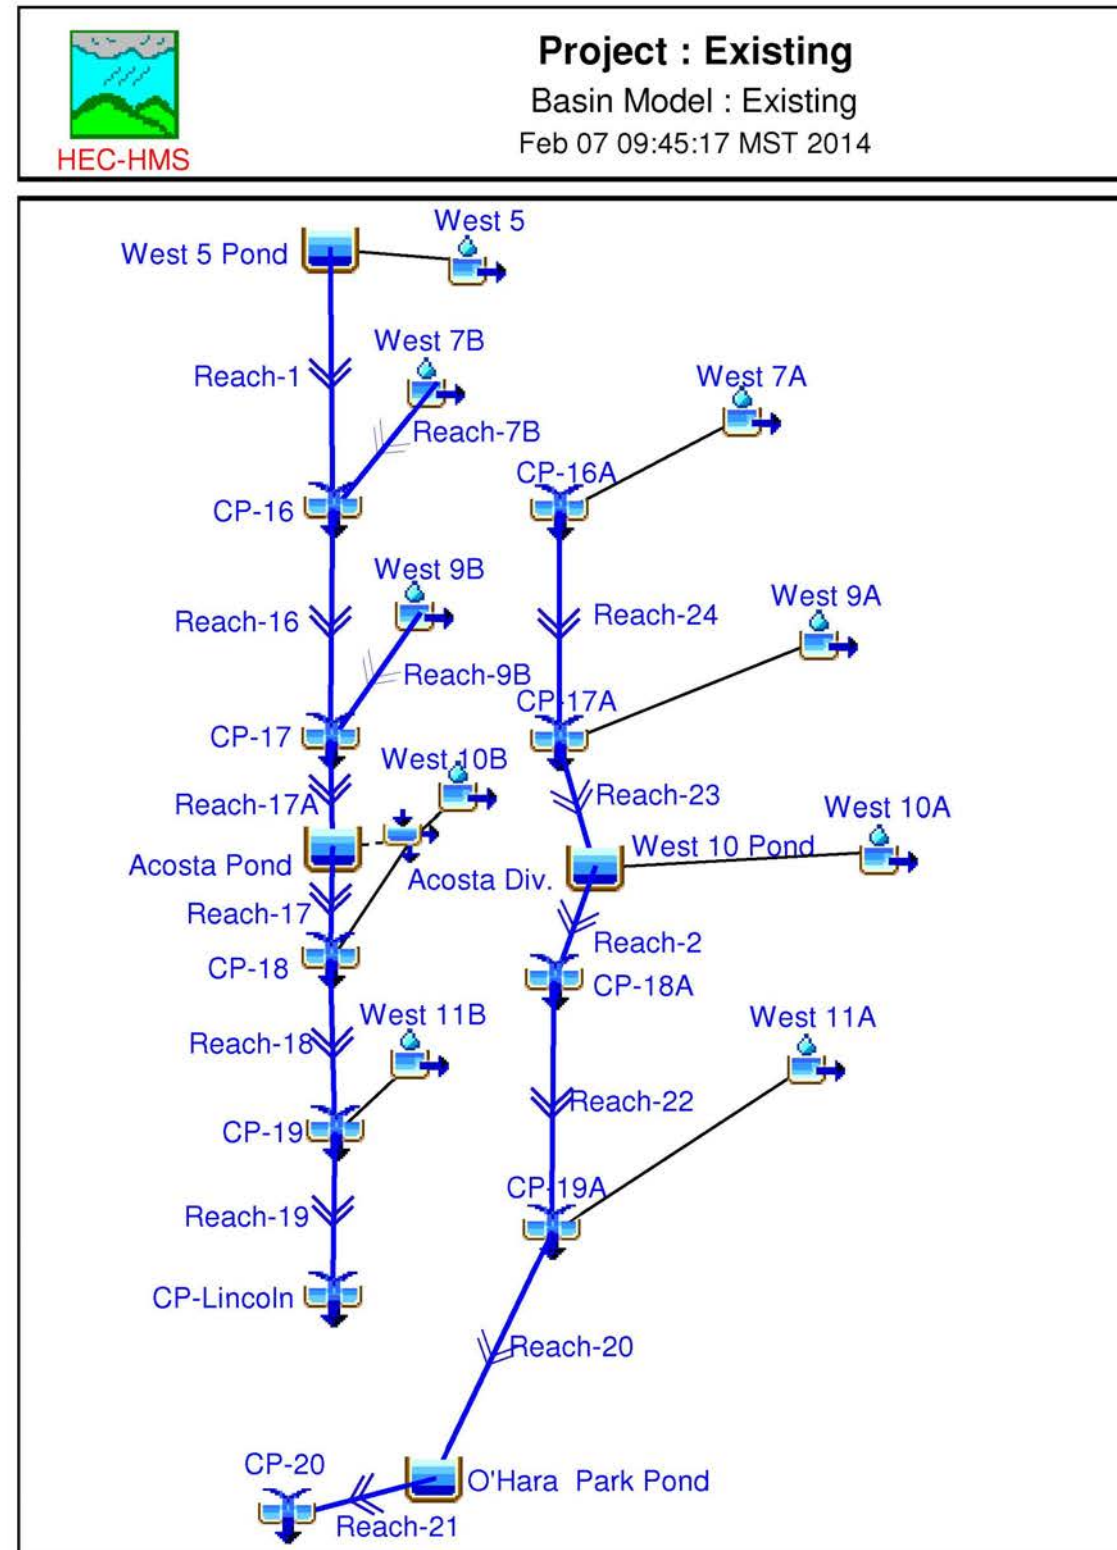 Project : Existing
Basin Model : Existing
Feb 07 09:45:17 MST 2014
HEC-HMS
West 5
West 5 Pond
West 7B
Reach-1
West 7A
Reach-7B
CP-16A
CP-16
West 9B
West 9A
Reach-16
Reach-24
Reach-9B
CP-17A
CP-17
West 10B
Reach-17A
Reach-23
West 10A
West 10 Pond
Acosta Pond
Acosta Div.
Reach-17
Reach-2
CP-18
CP-18A
West 11B
West 11A
Reach-18
Reach-22
CP-19
CP-19A
Reach-19
CP-Lincoln
Reach-20
CP-20
O'Hara  Park Pond
Reach-21